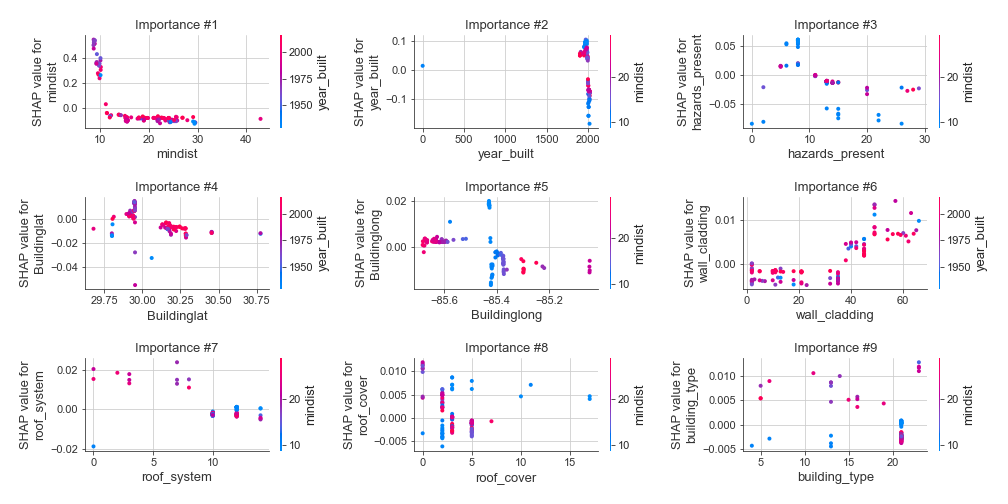 Importance #1
Importance #2
Importance #3
SHAP value for
mindist
0.4
0.2
0.0
10
20
30
40
mindist
2000
1975
1950
year_built
SHAP value for
year_built
0.1
0.0
−0.1
0
500
1000
1500
2000
year_built
20
10
mindist
SHAP value for
hazards_present
0.05
0.00
−0.05
0
10
20
30
hazards_present
20
10
mindist
Importance #4
Importance #5
Importance #6
SHAP value for
Buildinglat
0.00
−0.02
−0.04
29.75
30.00
30.25
30.50
30.75
Buildinglat
2000
1975
1950
year_built
SHAP value for
Buildinglong
0.02
0.00
−85.6
−85.4
−85.2
Buildinglong
20
10
mindist
SHAP value for
wall_cladding
0.01
0.00
0
20
40
60
wall_cladding
2000
1975
1950
year_built
Importance #7
Importance #8
Importance #9
SHAP value for
roof_system
0.02
0.00
−0.02
0
5
10
roof_system
20
10
mindist
SHAP value for
roof_cover
0.010
0.005
0.000
−0.005
0
5
10
15
roof_cover
20
10
mindist
SHAP value for
building_type
0.010
0.005
0.000
−0.005
5
10
15
20
building_type
20
10
mindist